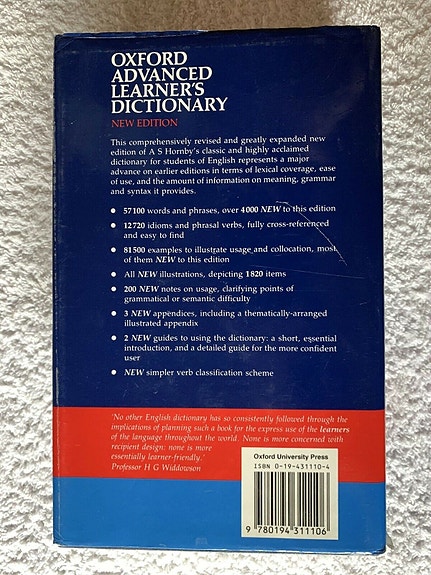 OXFORD
ADVANCED
LEARNER'S
DICTIONARY
NEW EDITION
This comprehensively revised and greatly expanded new
edition of A S Hornby's classic and highly acclaimed
dictionary for students of English represents a major
advance on earlier editions in terms of lexical coverage, ease
of use, and the amount of information on meaning, grammar
and syntax it provides.
• 57100 words and phrases, over 4000 NEW to this edition
• 12720 idioms and phrasal verbs, fully cross-referenced
and easy to find
• 81500 examples to illustrate usage and collocation, most
of them NEW to this edition
• All NEW illustrations, depicting 1820 items
• 200 NEW notes on usage, clarifying points of
grammatical or semantic difficulty
• 3 NEW appendices, including a thematically-arranged
illustrated appendix
• 2 NEW guides to using the dictionary: a short, essential
introduction, and a detailed guide for the more confident
user
• NEW simpler verb classification scheme
'No other English dictionary has so consistently followed through the
implications of planning such a book for the express use of the learners
of the language throughout the world. None is more concerned with
recipient design: none is more
essentially learner-friendly.'
Professor H G Widdowson
Oxford University Press
ISBN 0-19-431110-4
9 780194 311106